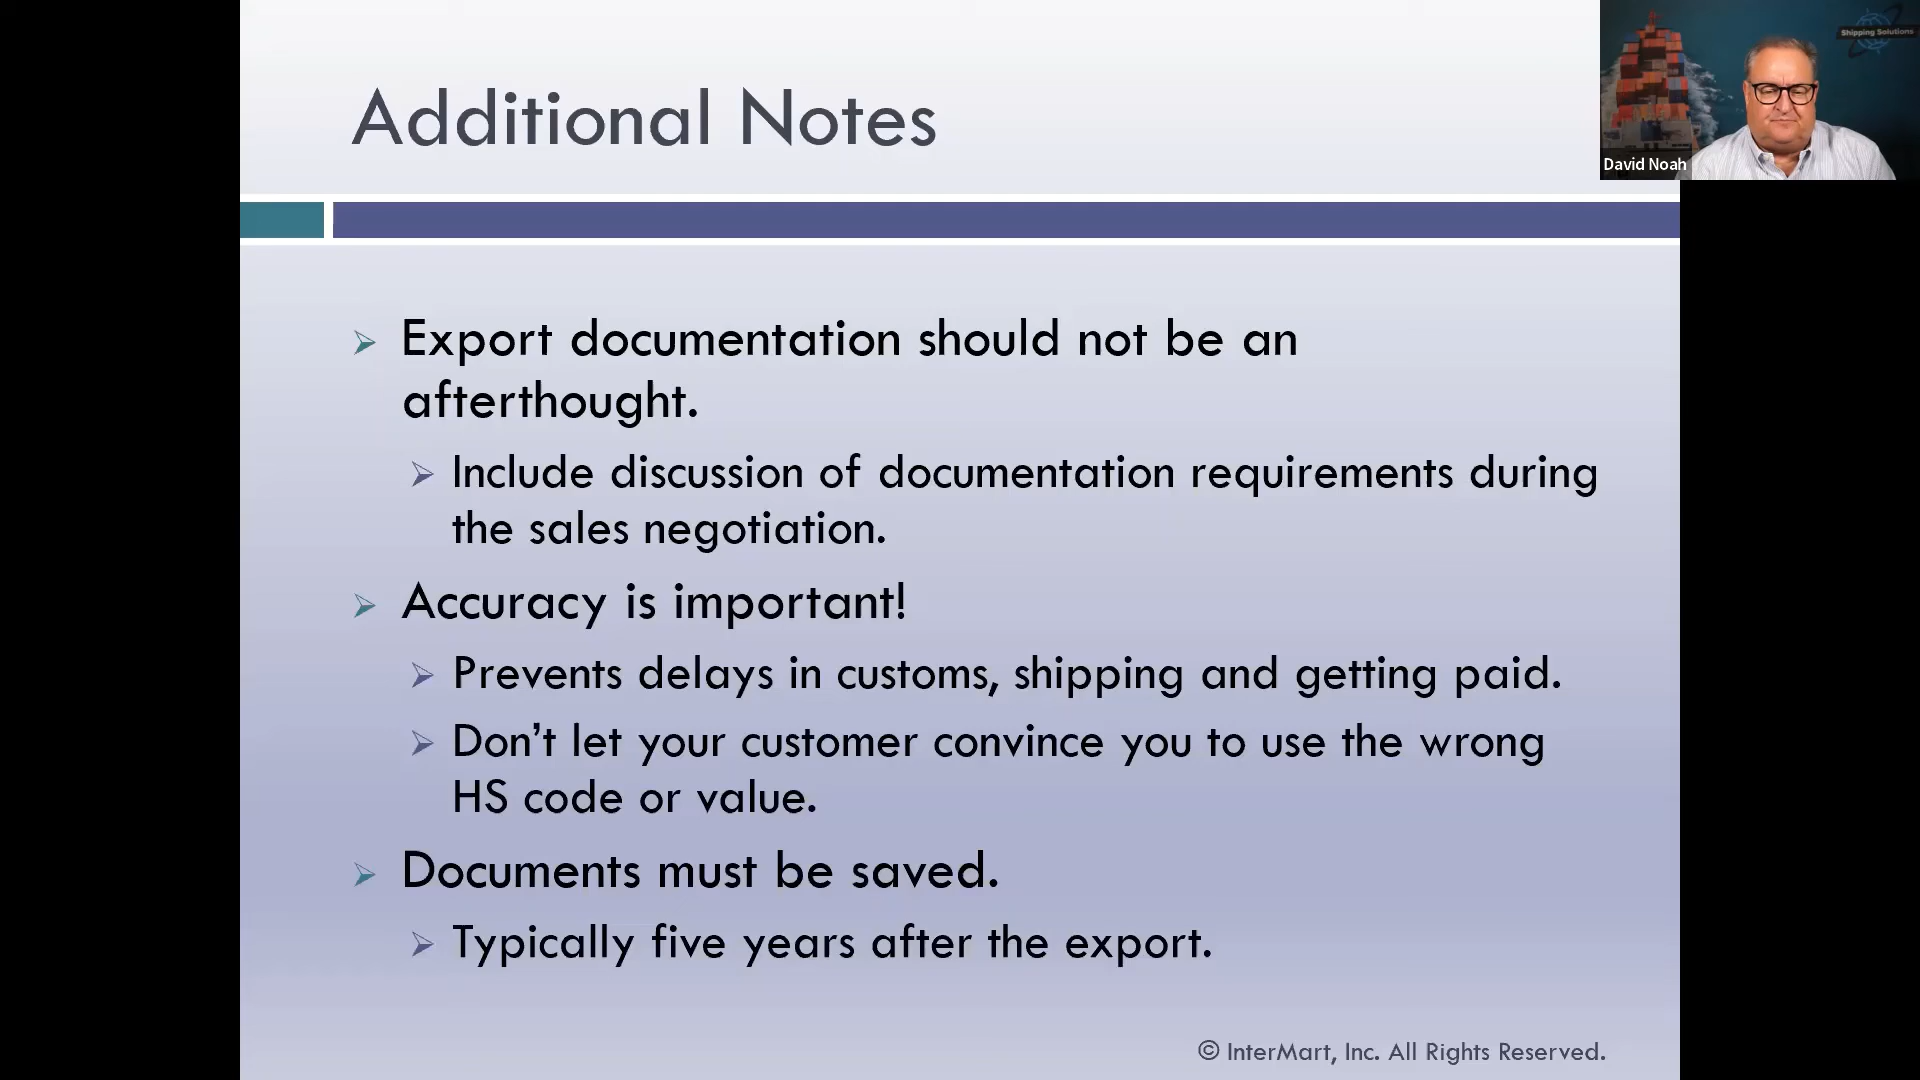 Additional Notes
Shipping Solutions
David Noah
➢ Export documentation should not be an
afterthought.
➢ Include discussion of documentation requirements during
the sales negotiation.
➢ Accuracy is important!
➢ Prevents delays in customs, shipping and getting paid.
➢ Don’t let your customer convince you to use the wrong
HS code or value.
➢ Documents must be saved.
➢ Typically five years after the export.
© InterMart, Inc. All Rights Reserved.